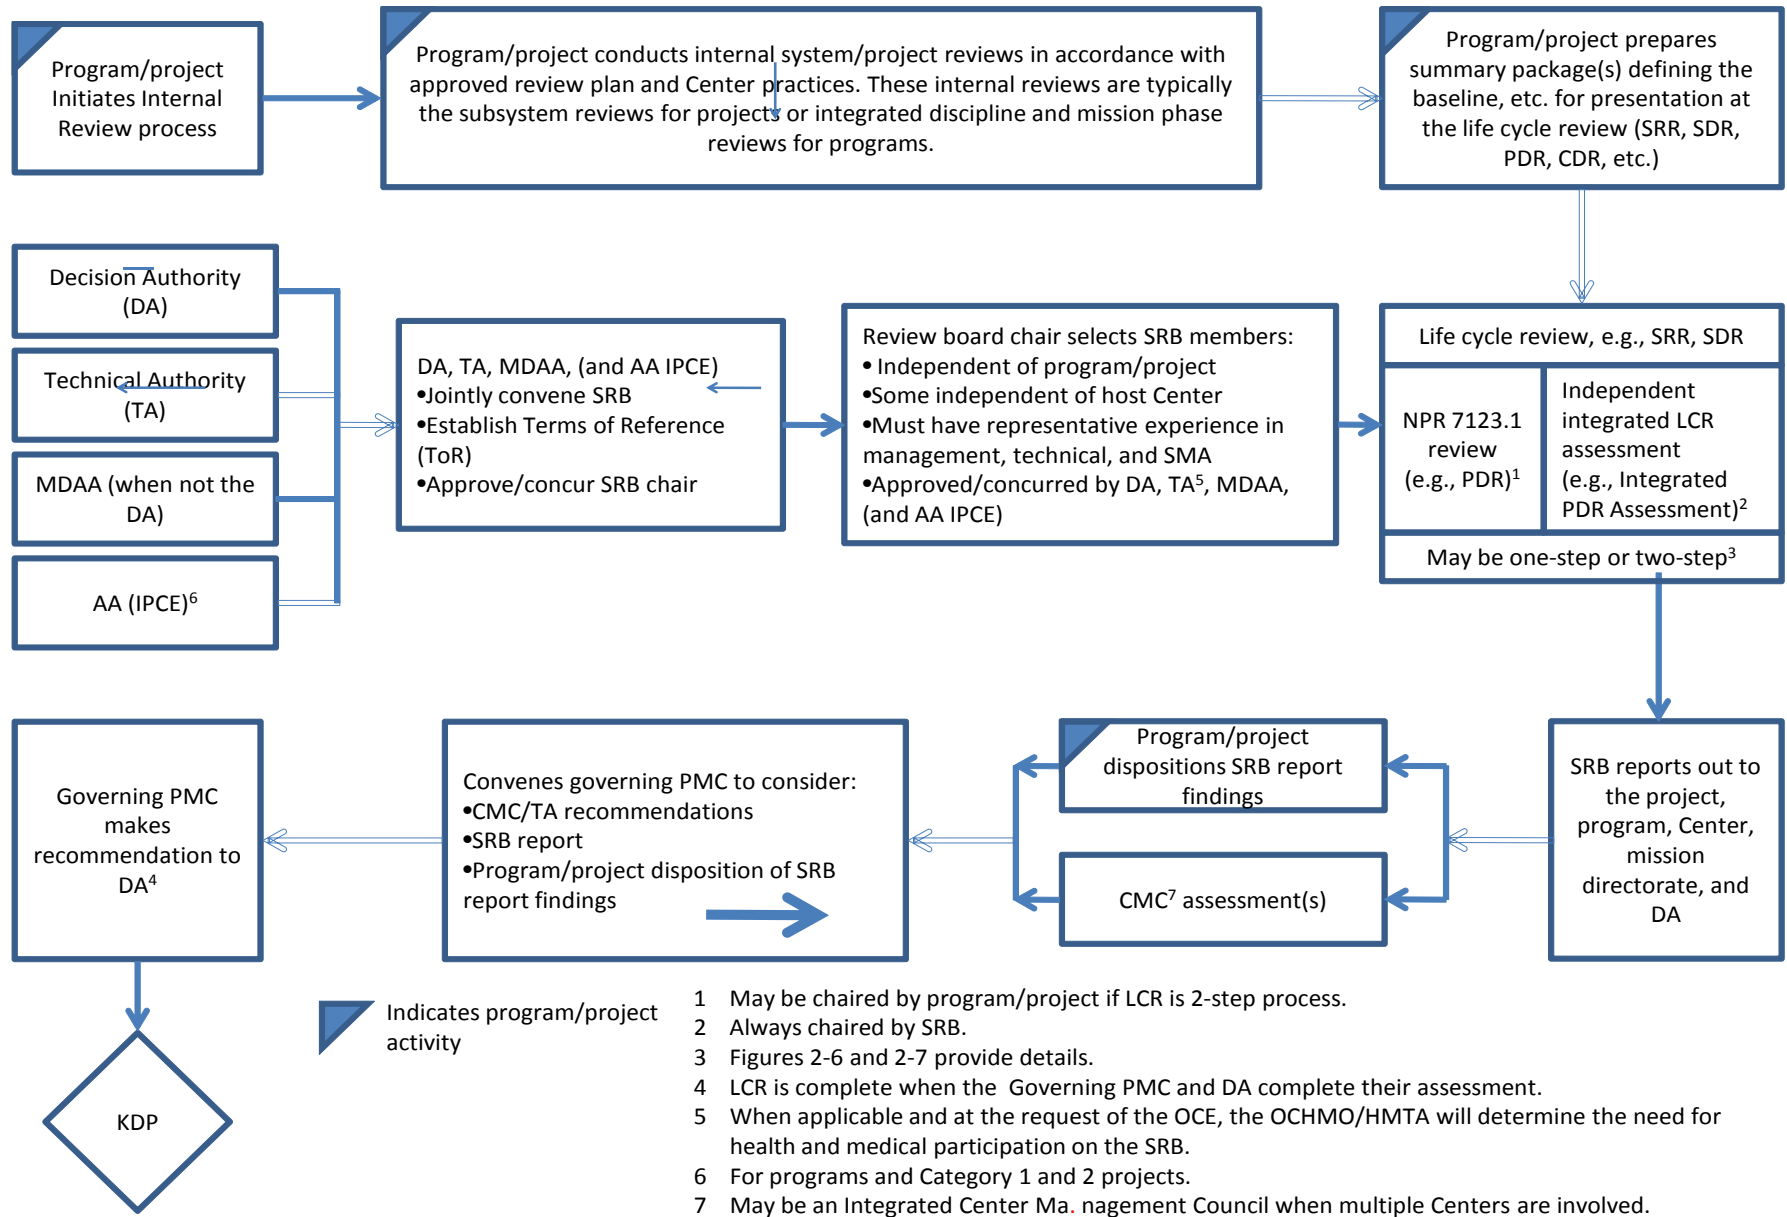 Program/project
Initiates Internal
Review process
Program/project conducts internal system/project reviews in accordance with
approved review plan and Center practices. These internal reviews are typically
the subsystem reviews for projects or integrated discipline and mission phase
reviews for programs.
Program/project prepares
summary package(s) defining the
baseline, etc. for presentation at
the life cycle review (SRR, SDR,
PDR, CDR, etc.)
Decision Authority
(DA)
Technical Authority
(TA)
MDAA (when not the
DA)
AA (IPCE)6
DA, TA, MDAA, (and AA IPCE)
•Jointly convene SRB
•Establish Terms of Reference
(ToR)
•Approve/concur SRB chair
Review board chair selects SRB members:
• Independent of program/project
•Some independent of host Center
•Must have representative experience in
management, technical, and SMA
•Approved/concurred by DA, TA5, MDAA,
(and AA IPCE)
Life cycle review, e.g., SRR, SDR
NPR 7123.1
review
(e.g., PDR)1
Independent
integrated LCR
assessment
(e.g., Integrated
PDR Assessment)2
May be one-step or two-step3
Governing PMC
makes
recommendation to
DA4
Convenes governing PMC to consider:
•CMC/TA recommendations
•SRB report
•Program/project disposition of SRB
report findings
Program/project
dispositions SRB report
findings
CMC7 assessment(s)
SRB reports out to
the project,
program, Center,
mission
directorate, and
DA
KDP
Indicates program/project
activity
1 May be chaired by program/project if LCR is 2-step process.
2 Always chaired by SRB.
3 Figures 2-6 and 2-7 provide details.
4 LCR is complete when the Governing PMC and DA complete their assessment.
5 When applicable and at the request of the OCE, the OCHMO/HMTA will determine the need for
health and medical participation on the SRB.
6 For programs and Category 1 and 2 projects.
7 May be an Integrated Center Ma. nagement Council when multiple Centers are involved.